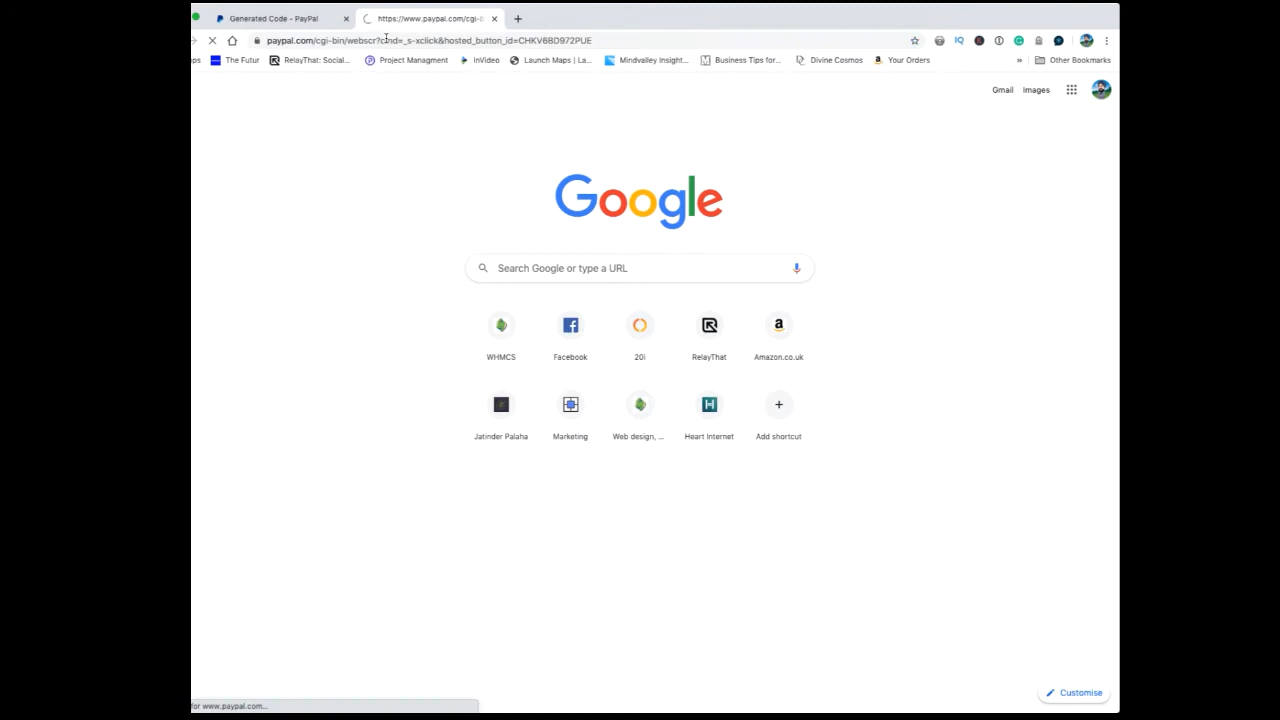 Generated Code - PayPal
https://www.paypal.com/cgi-b
paypal.com/cgi-bin/webscr?cmd=_s-xclick&hosted_button_id=CHKV6BD972PUE
ps
The Futur
RelayThat: Social...
Project Managment
InVideo
Launch Maps | La...
Mindvalley Insight...
Business Tips for...
Divine Cosmos
Your Orders
»
Other Bookmarks
Gmail
Images
Google
Search Google or type a URL
WHMCS
Facebook
20i
RelayThat
Amazon.co.uk
Jatinder Palaha
Marketing
Web design, ...
Heart Internet
Add shortcut
Customise
for www.paypal.com...